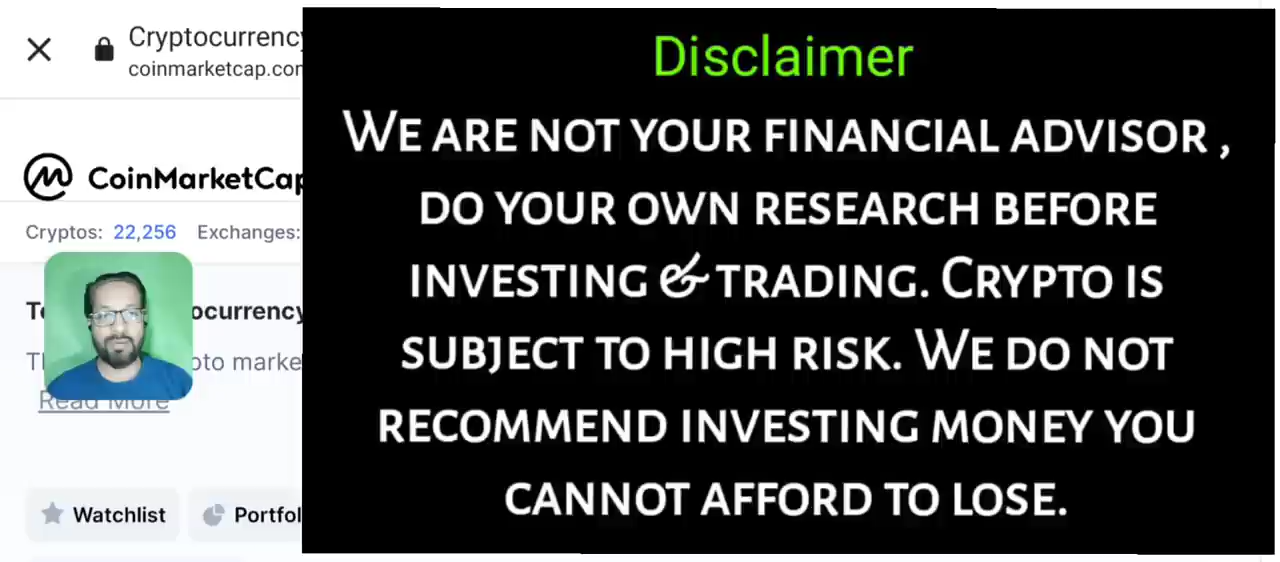 Cryptocurrency
coinmarketcap.co
CoinMarketCap
Cryptos: 22,256 Exchanges:
ocurrency
pto marke
Read More
Watchlist
Portfol
Disclaimer
WE ARE NOT YOUR FINANCIAL ADVISOR ,
DO YOUR OWN RESEARCH BEFORE
INVESTING & TRADING. CRYPTO IS
SUBJECT TO HIGH RISK. WE DO NOT
RECOMMEND INVESTING MONEY YOU
CANNOT AFFORD TO LOSE.